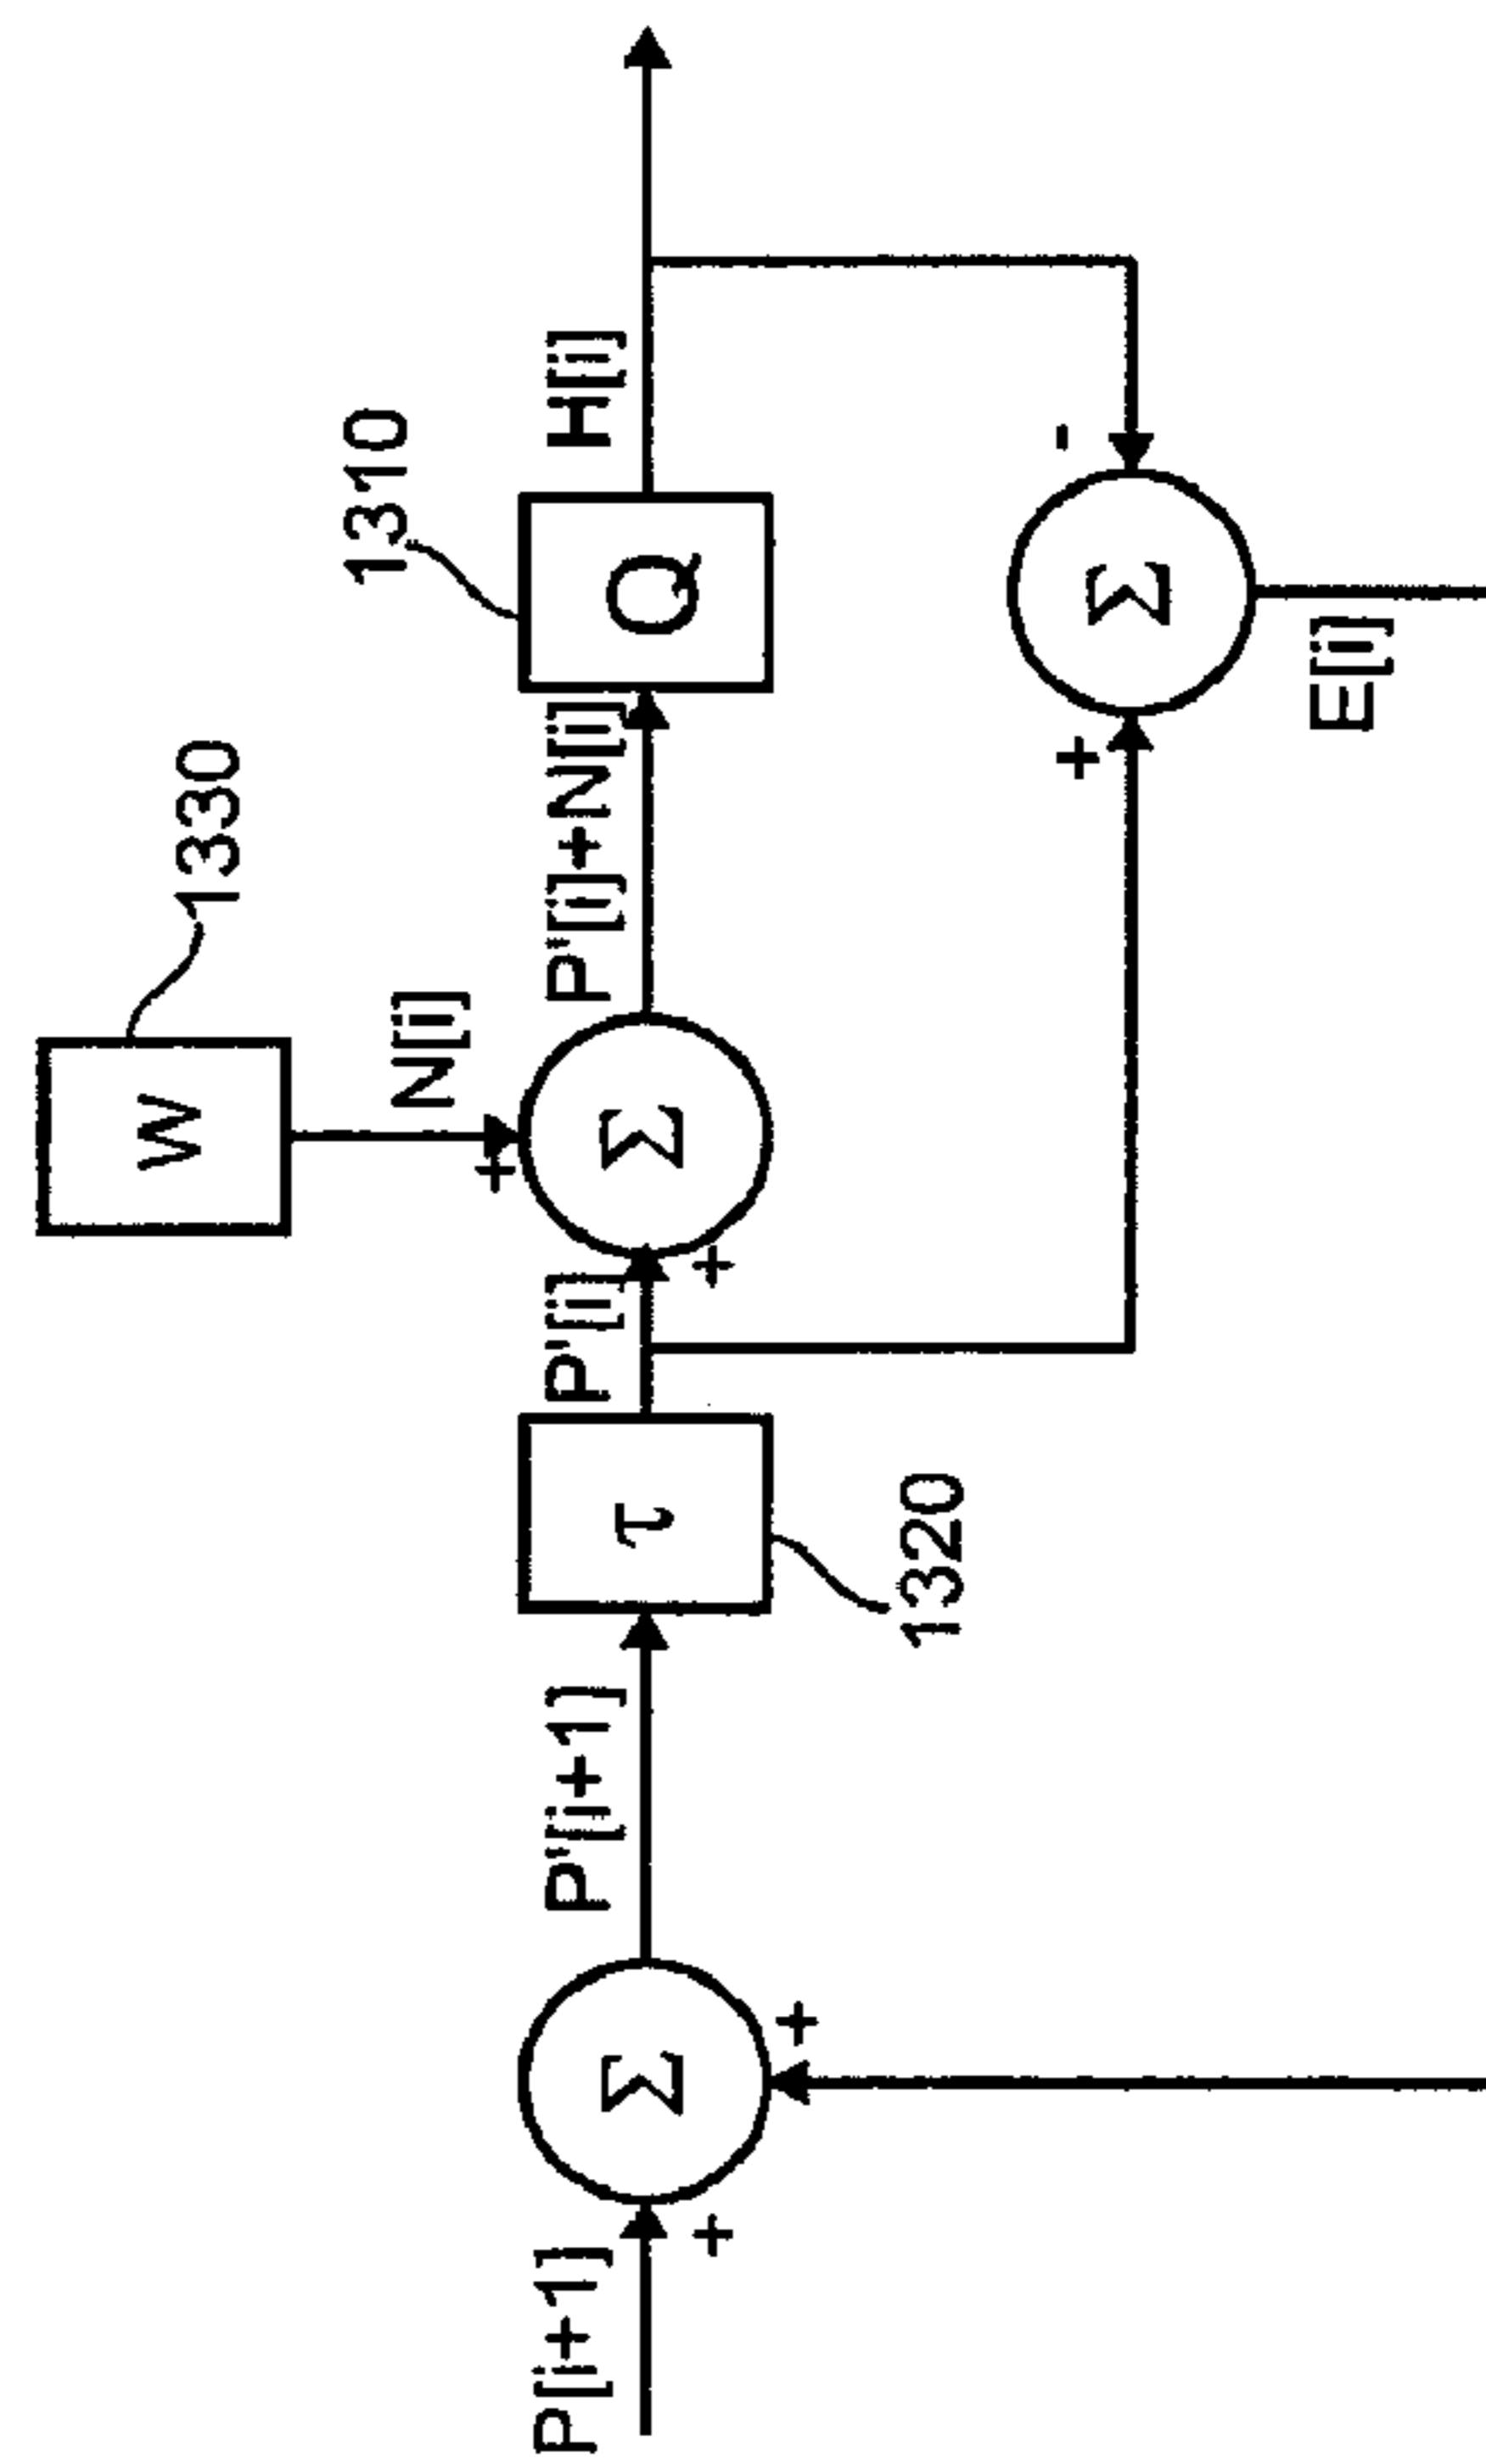 W
1330
1310
N[i]
+
P[i+1]
P'[i+1]
P'[i]
P'[i]+N[i]
H[i]
Σ
τ
Σ
Q
+
+
+
1320
+
-
Σ
E[i]